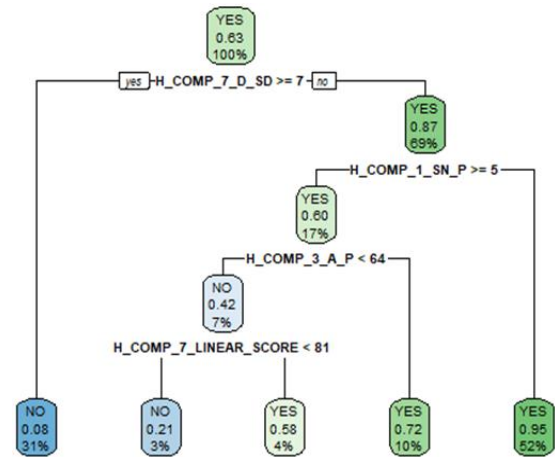 YES
0.63
100%
yes H_COMP_7_D_SD >= 7 no
YES
0.87
69%
H_COMP_1_SN_P >= 5
YES
0.60
17%
H_COMP_3_A_P < 64
NO
0.42
7%
H_COMP_7_LINEAR_SCORE < 81
NO
0.08
31%
NO
0.21
3%
YES
0.58
4%
YES
0.72
10%
YES
0.95
52%